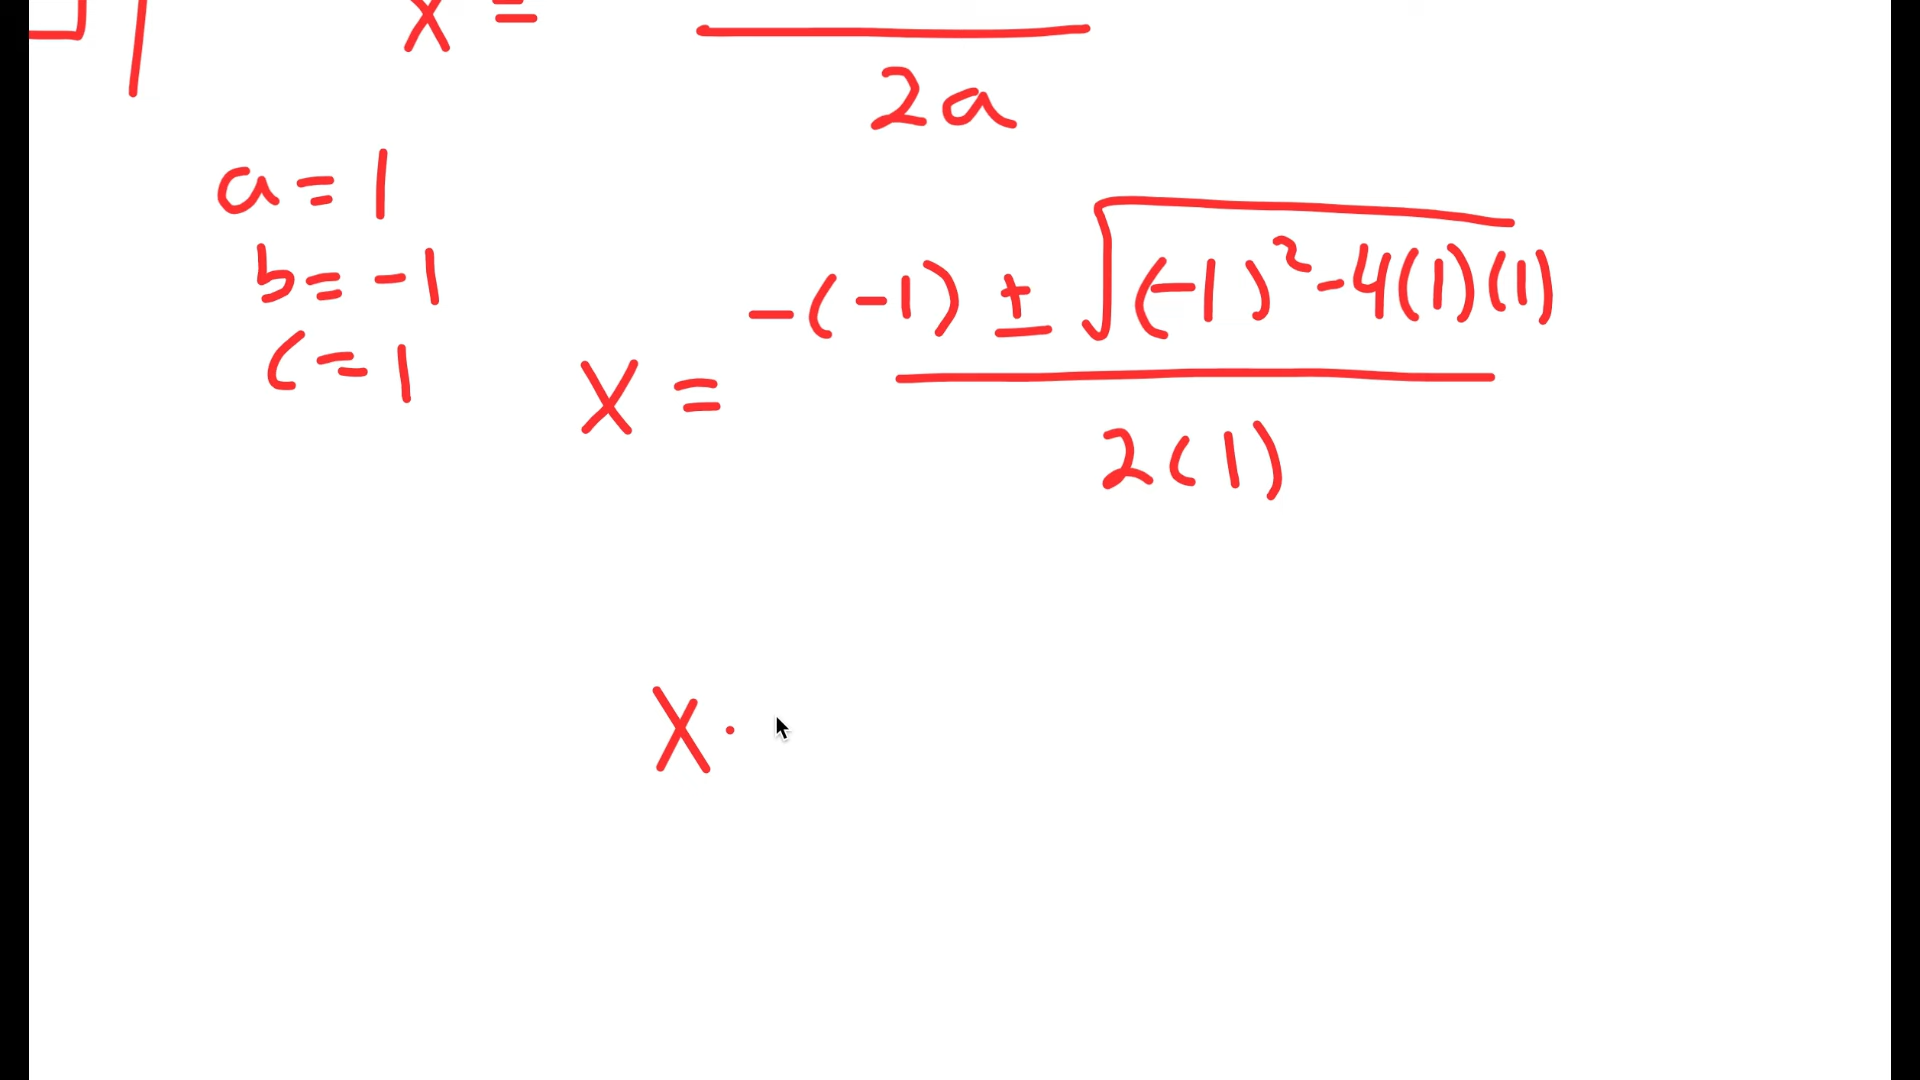 x =
2a
a = 1
b = -1
c = 1
x = -(-1) ± √(-1)² - 4(1)(1)
2(1)
x